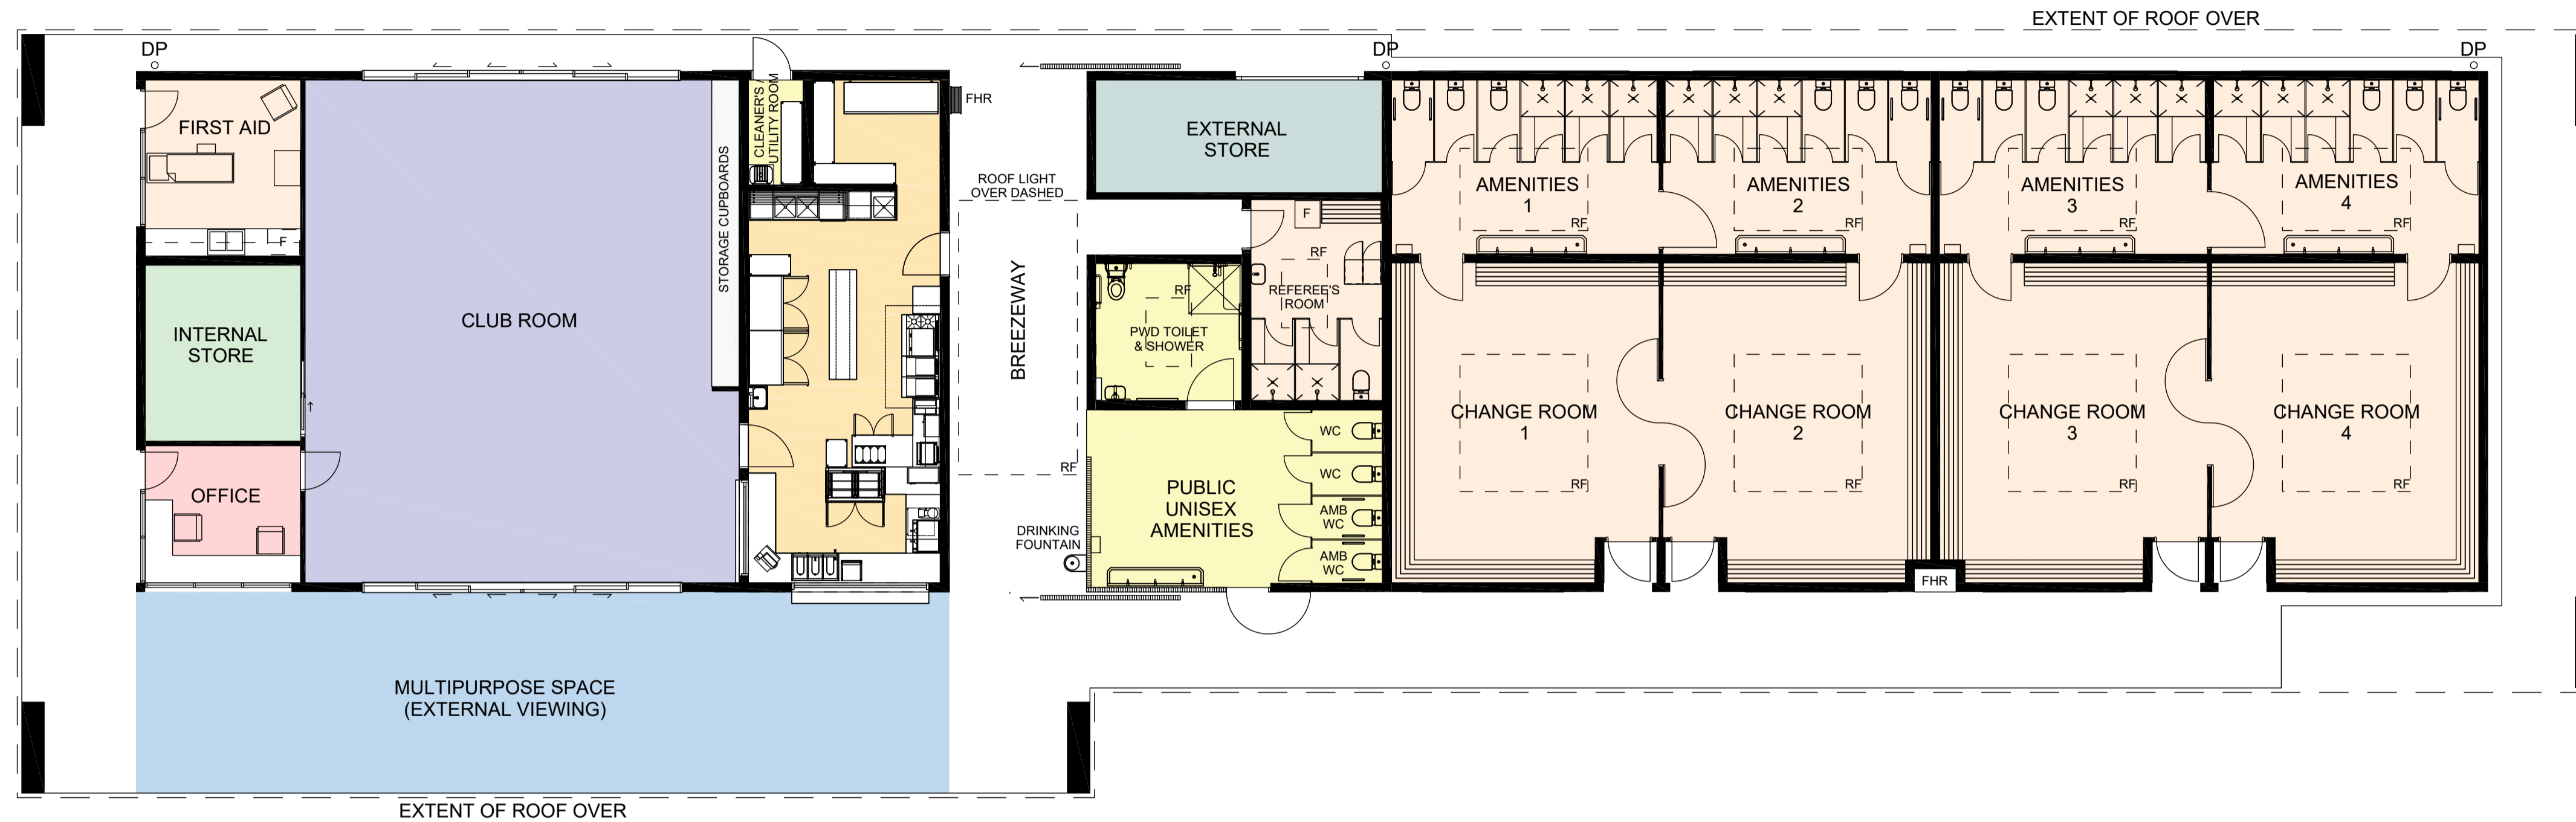 EXTENT OF ROOF OVER
DP
DP
DP
FIRST AID
F
INTERNAL
STORE
OFFICE
CLUB ROOM
STORAGE CUPBOARDS
CLEANER'S /
UTILITY ROOM
FHR
ROOF LIGHT
OVER DASHED
BREEZEWAY
RF
DRINKING
FOUNTAIN
EXTERNAL
STORE
F
RF
REFEREE'S
ROOM
RF
PWD TOILET
& SHOWER
PUBLIC
UNISEX
AMENITIES
WC
WC
AMB
WC
AMB
WC
AMENITIES
1
RF
AMENITIES
2
RF
AMENITIES
3
RF
AMENITIES
4
RF
CHANGE ROOM
1
RF
CHANGE ROOM
2
RF
CHANGE ROOM
3
RF
CHANGE ROOM
4
RF
FHR
MULTIPURPOSE SPACE
(EXTERNAL VIEWING)
EXTENT OF ROOF OVER